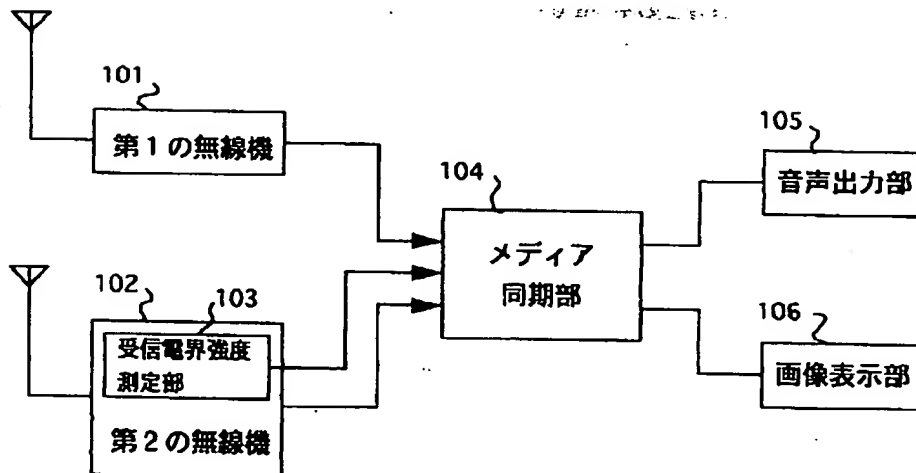 101
第1の無線機
102
103
受信電界強度
測定部
第2の無線機
104
メディア
同期部
105
音声出力部
106
画像表示部